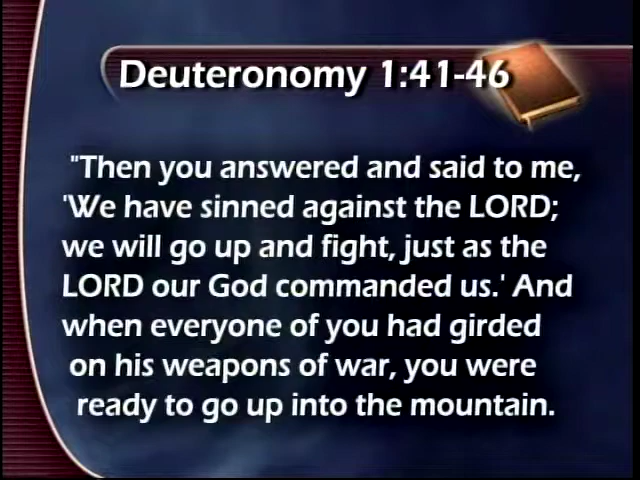 Deuteronomy 1:41-46
"Then you answered and said to me,
'We have sinned against the LORD;
we will go up and fight, just as the
LORD our God commanded us.' And
when everyone of you had girded
on his weapons of war, you were
ready to go up into the mountain.